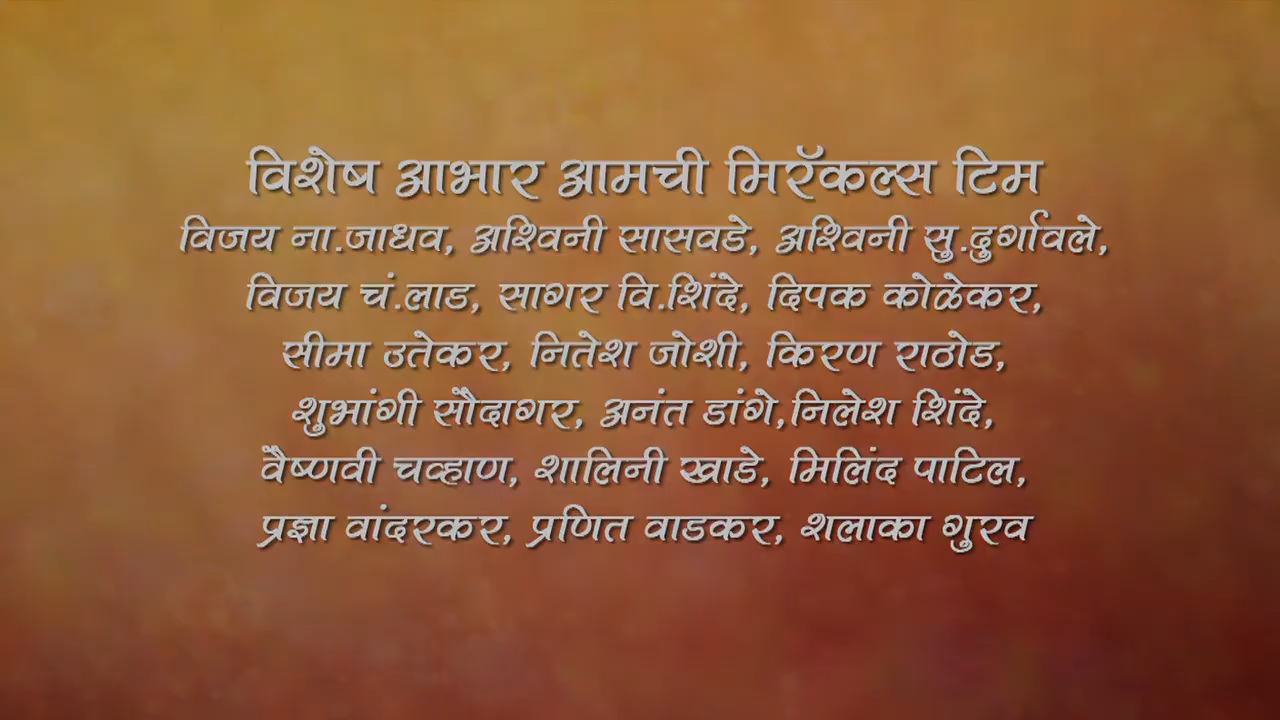 विशेष आभार आमची मिरॅकल्स टिम
विजय ना.जाधव, अश्विनी सासवडे, अश्विनी सु.दुर्गावले,
विजय चं.लाड, सागर वि.शिंदे, दिपक कोळेकर,
सीमा उतेकर, नितेश जोशी, किरण राठोड,
शुभांगी सौदागर, अनंत डांगे,निलेश शिंदे,
वैष्णवी चव्हाण, शालिनी खाडे, मिलिंद पाटिल,
प्रज्ञा वांदरकर, प्रणित वाडकर, शलाका गुरव